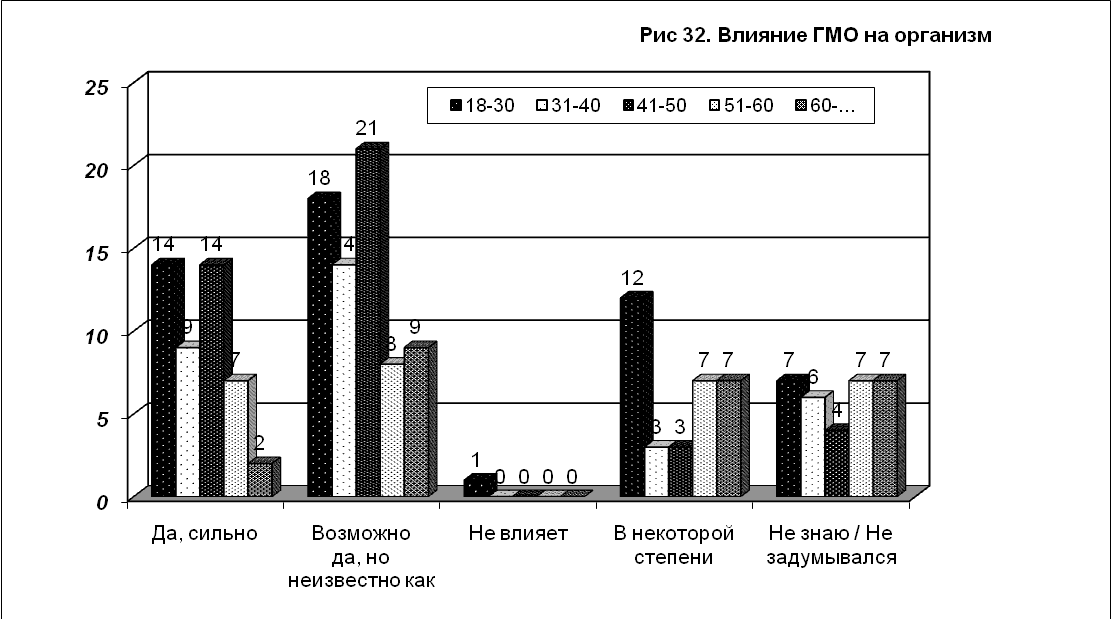 Рис 32. Влияние ГМО на организм
25
20
15
10
5
0
18-30 31-40 41-50 51-60 60-...
14 9 14 7 2
18 4 21 8 9
1 0 0 0 0
12 3 3 7 7
7 6 4 7 7
Да, сильно
Возможно
да, но
неизвестно как
Не влияет
В некоторой
степени
Не знаю / Не
задумывался